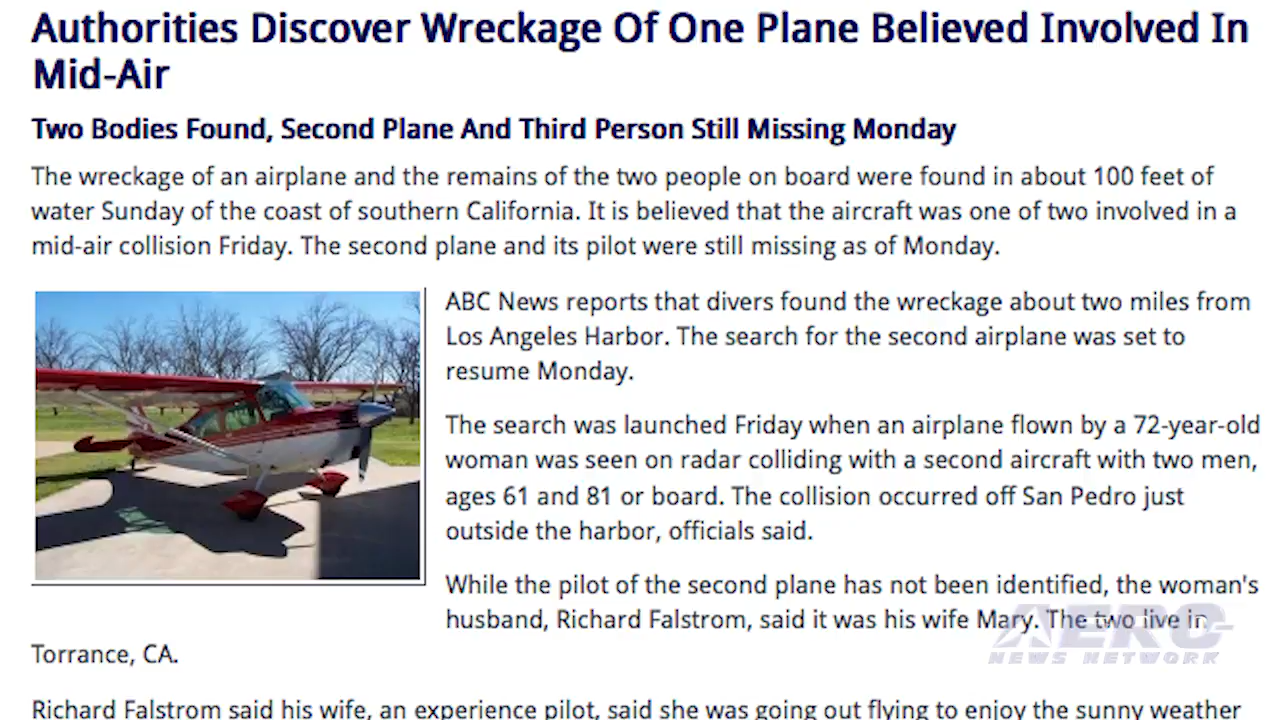 Authorities Discover Wreckage Of One Plane Believed Involved In
Mid-Air
Two Bodies Found, Second Plane And Third Person Still Missing Monday
The wreckage of an airplane and the remains of the two people on board were found in about 100 feet of
water Sunday of the coast of southern California. It is believed that the aircraft was one of two involved in a
mid-air collision Friday. The second plane and its pilot were still missing as of Monday.
ABC News reports that divers found the wreckage about two miles from
Los Angeles Harbor. The search for the second airplane was set to
resume Monday.
The search was launched Friday when an airplane flown by a 72-year-old
woman was seen on radar colliding with a second aircraft with two men,
ages 61 and 81 or board. The collision occurred off San Pedro just
outside the harbor, officials said.
While the pilot of the second plane has not been identified, the woman's
husband, Richard Falstrom, said it was his wife Mary. The two live in
Torrance, CA.
Richard Falstrom said his wife, an experience pilot, said she was going out flying to enjoy the sunny weather
AERO
NEWS NETWORK